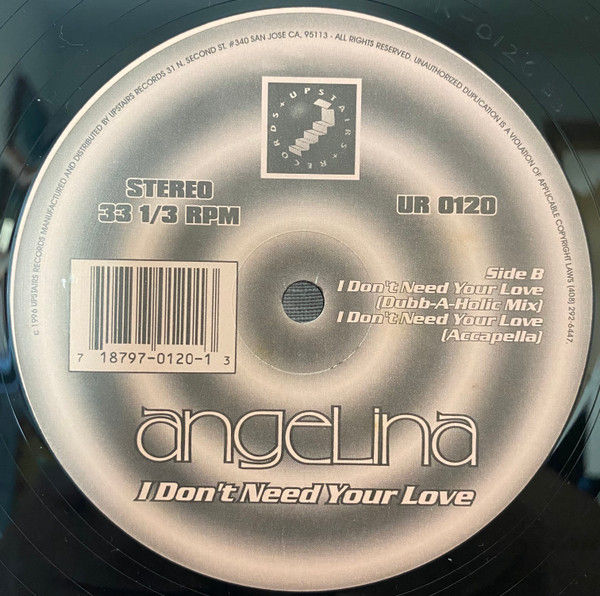 c 1996 UPSTAIRS RECORDS MANUFACTURED AND DISTRIBUTED BY UPSTAIRS RECORDS 31 N. SECOND ST. #340 SAN JOSE CA, 95113 - ALL RIGHTS RESERVED. UNAUTHORIZED DUPLICATION IS A VIOLATION OF APPLICABLE COPYRIGHT LAWS (408) 292-6447.
UPSTAIRS + RECORDS +
STEREO
33 1/3 RPM
UR 0120
Side B
I Don't Need Your Love
(Dubb-A-Holic Mix)
I Don't Need Your Love
(Accapella)
7 18797-0120-1 3
angeLina
I Don't Need Your Love